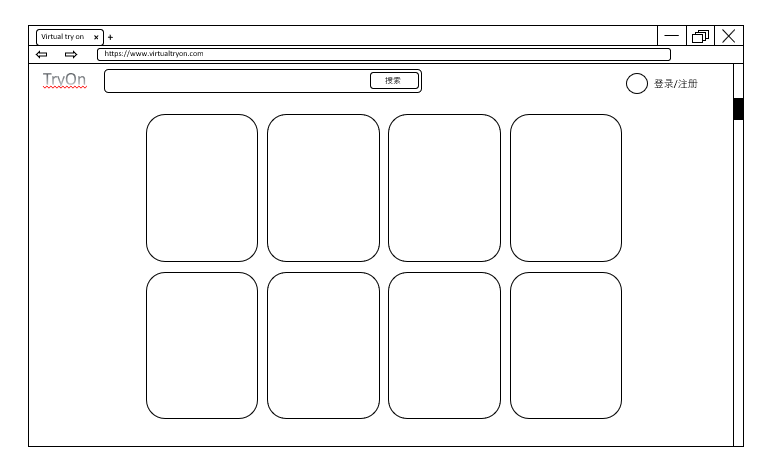 Virtual try on × +
https://www.virtualtryon.com
TryOn
搜索
登录/注册